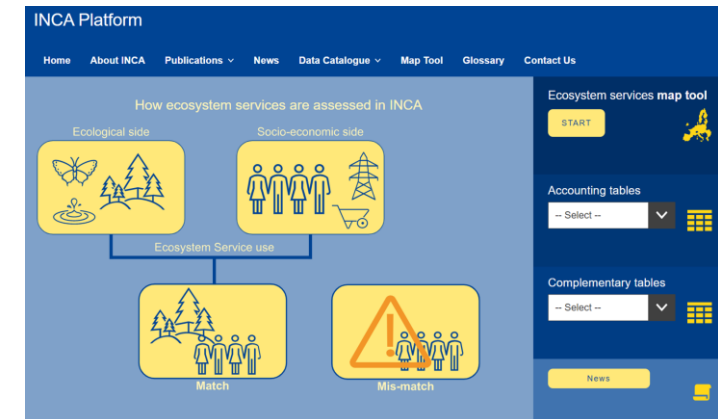 INCA Platform
Home About INCA Publications News Data Catalogue Map Tool Glossary Contact Us
How ecosystem services are assessed in INCA
Ecological side Socio-economic side
Ecosystem Service use
Match Mis-match
Ecosystem services map tool
START
Accounting tables
-- Select --
Complementary tables
-- Select --
News